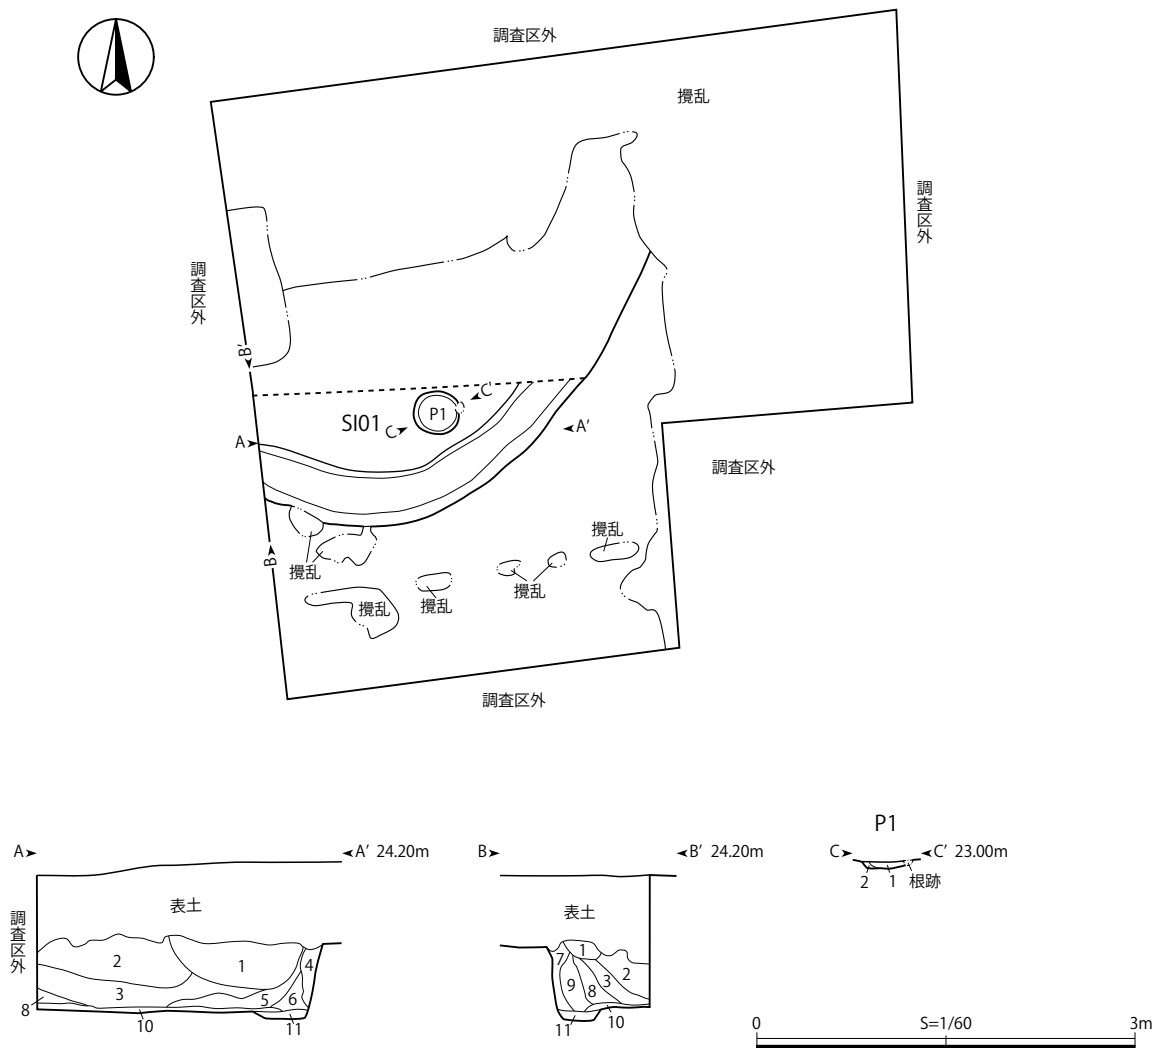 調査区外
攪乱
調査区外
調査区外
B′
SI01
P1
C′
C
A
A′
調査区外
攪乱
B
攪乱
攪乱
攪乱
攪乱
調査区外
P1
A
A′ 24.20m
B
B′ 24.20m
C
C′ 23.00m
2
1
根跡
表土
表土
調査区外
2
1
4
3
5
6
8
10
11
7
1
2
9
8
3
10
11
0
S=1/60
3m